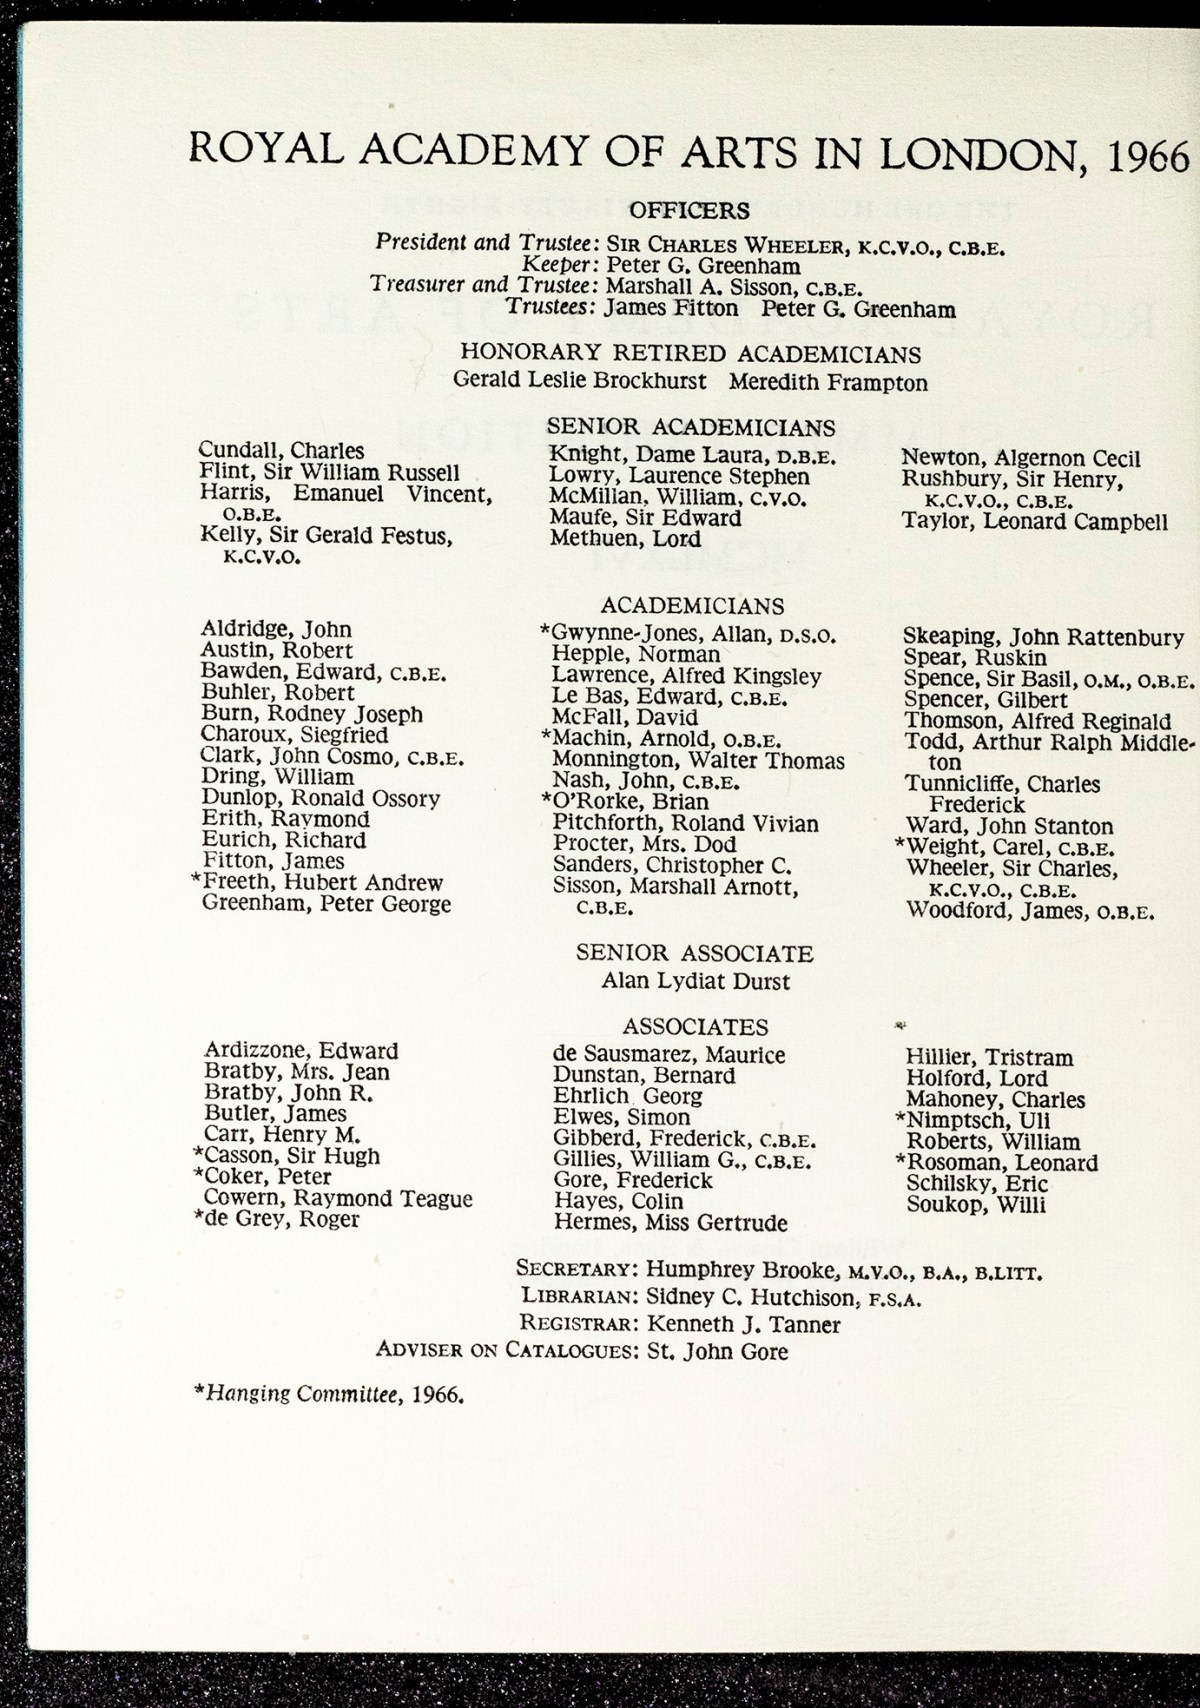 ROYAL ACADEMY OF ARTS IN LONDON, 1966
OFFICERS
President and Trustee: SIR CHARLES WHEELER, K.C.V.O., C.B.E.
Keeper: Peter G. Greenham
Treasurer and Trustee: Marshall A. Sisson, C.B.E.
Trustees: James Fitton Peter G. Greenham
HONORARY RETIRED ACADEMICIANS
Gerald Leslie Brockhurst Meredith Frampton
SENIOR ACADEMICIANS
Cundall, Charles
Flint, Sir William Russell
Harris, Emanuel Vincent,
O.B.E.
Kelly, Sir Gerald Festus,
K.C.V.O.
Knight, Dame Laura, D.B.E.
Lowry, Laurence Stephen
McMillan, William, C.V.O.
Maufe, Sir Edward
Methuen, Lord
Newton, Algernon Cecil
Rushbury, Sir Henry,
K.C.V.O., C.B.E.
Taylor, Leonard Campbell
ACADEMICIANS
Aldridge, John
Austin, Robert
Bawden, Edward, C.B.E.
Buhler, Robert
Burn, Rodney Joseph
Charoux, Siegfried
Clark, John Cosmo, C.B.E.
Dring, William
Dunlop, Ronald Ossory
Erith, Raymond
Eurich, Richard
Fitton, James
*Freeth, Hubert Andrew
Greenham, Peter George
*Gwynne-Jones, Allan, D.S.O.
Hepple, Norman
Lawrence, Alfred Kingsley
Le Bas, Edward, C.B.E.
McFall, David
*Machin, Arnold, O.B.E.
Monnington, Walter Thomas
Nash, John, C.B.E.
*O'Rorke, Brian
Pitchforth, Roland Vivian
Procter, Mrs. Dod
Sanders, Christopher C.
Sisson, Marshall Arnott,
C.B.E.
Skeaping, John Rattenbury
Spear, Ruskin
Spence, Sir Basil, O.M., O.B.E.
Spencer, Gilbert
Thomson, Alfred Reginald
Todd, Arthur Ralph Middle-
ton
Tunnicliffe, Charles
Frederick
Ward, John Stanton
*Weight, Carel, C.B.E.
Wheeler, Sir Charles,
K.C.V.O., C.B.E.
Woodford, James, O.B.E.
SENIOR ASSOCIATE
Alan Lydiat Durst
ASSOCIATES
Ardizzone, Edward
Bratby, Mrs. Jean
Bratby, John R.
Butler, James
Carr, Henry M.
*Casson, Sir Hugh
*Coker, Peter
Cowern, Raymond Teague
*de Grey, Roger
de Sausmarez, Maurice
Dunstan, Bernard
Ehrlich Georg
Elwes, Simon
Gibberd, Frederick, C.B.E.
Gillies, William G., C.B.E.
Gore, Frederick
Hayes, Colin
Hermes, Miss Gertrude
Hillier, Tristram
Holford, Lord
Mahoney, Charles
*Nimptsch, Uli
Roberts, William
*Rosoman, Leonard
Schilsky, Eric
Soukop, Willi
SECRETARY: Humphrey Brooke, M.V.O., B.A., B.LITT.
LIBRARIAN: Sidney C. Hutchison, F.S.A.
REGISTRAR: Kenneth J. Tanner
ADVISER ON CATALOGUES: St. John Gore
*Hanging Committee, 1966.